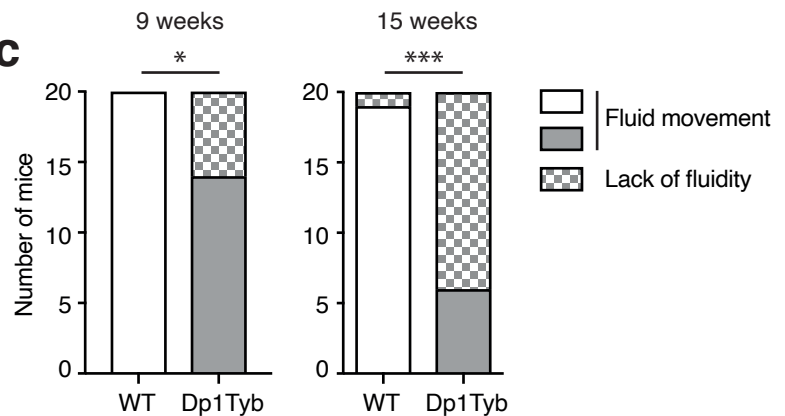 c
9 weeks
*
Number of mice
20
15
10
5
0
WT
Dp1Tyb
15 weeks
***
20
15
10
5
0
WT
Dp1Tyb
Fluid movement
Lack of fluidity